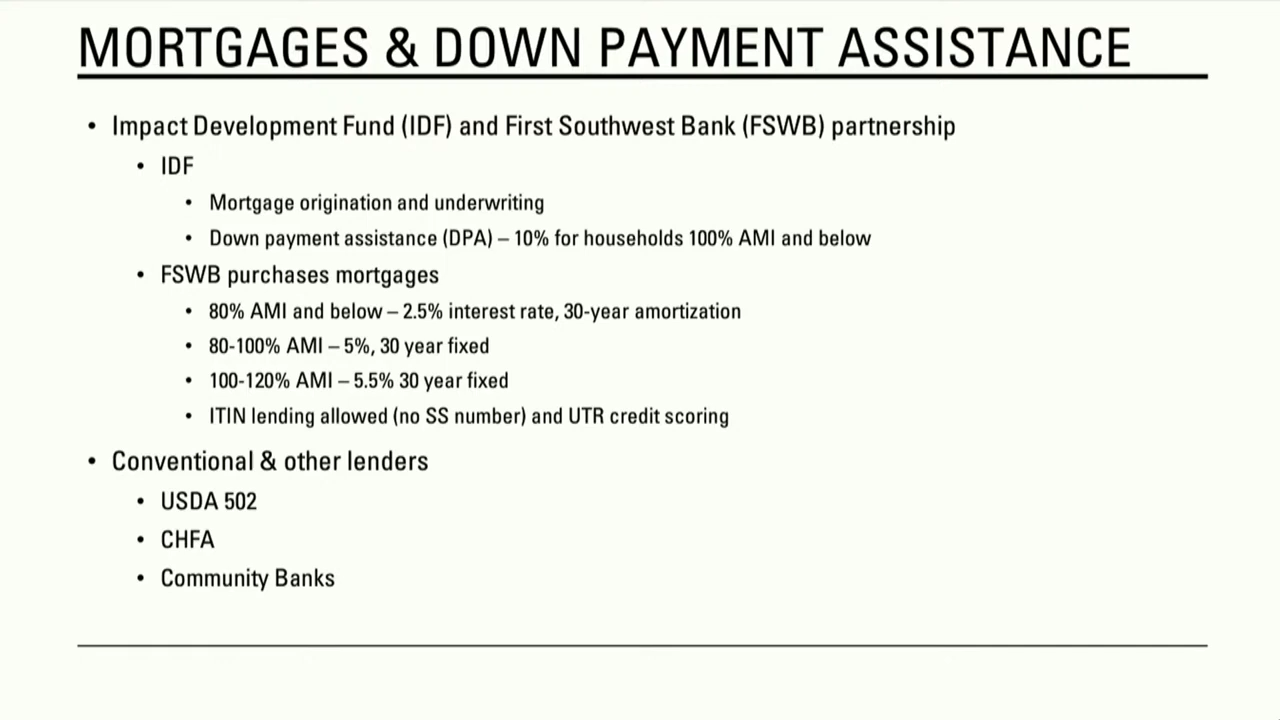 MORTGAGES & DOWN PAYMENT ASSISTANCE
• Impact Development Fund (IDF) and First Southwest Bank (FSWB) partnership
• IDF
• Mortgage origination and underwriting
• Down payment assistance (DPA) – 10% for households 100% AMI and below
• FSWB purchases mortgages
• 80% AMI and below – 2.5% interest rate, 30-year amortization
• 80-100% AMI – 5%, 30 year fixed
• 100-120% AMI – 5.5% 30 year fixed
• ITIN lending allowed (no SS number) and UTR credit scoring
• Conventional & other lenders
• USDA 502
• CHFA
• Community Banks